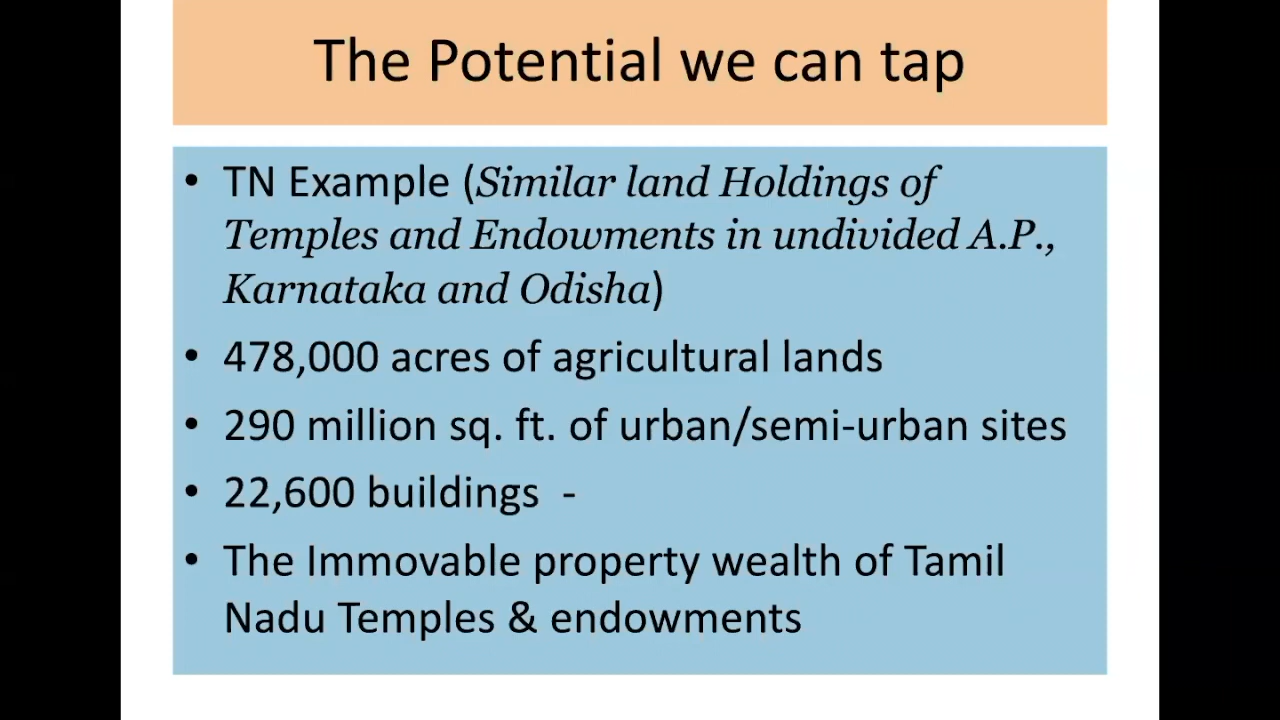 The Potential we can tap
• TN Example (Similar land Holdings of
Temples and Endowments in undivided A.P.,
Karnataka and Odisha)
• 478,000 acres of agricultural lands
• 290 million sq. ft. of urban/semi-urban sites
• 22,600 buildings -
• The Immovable property wealth of Tamil
Nadu Temples & endowments